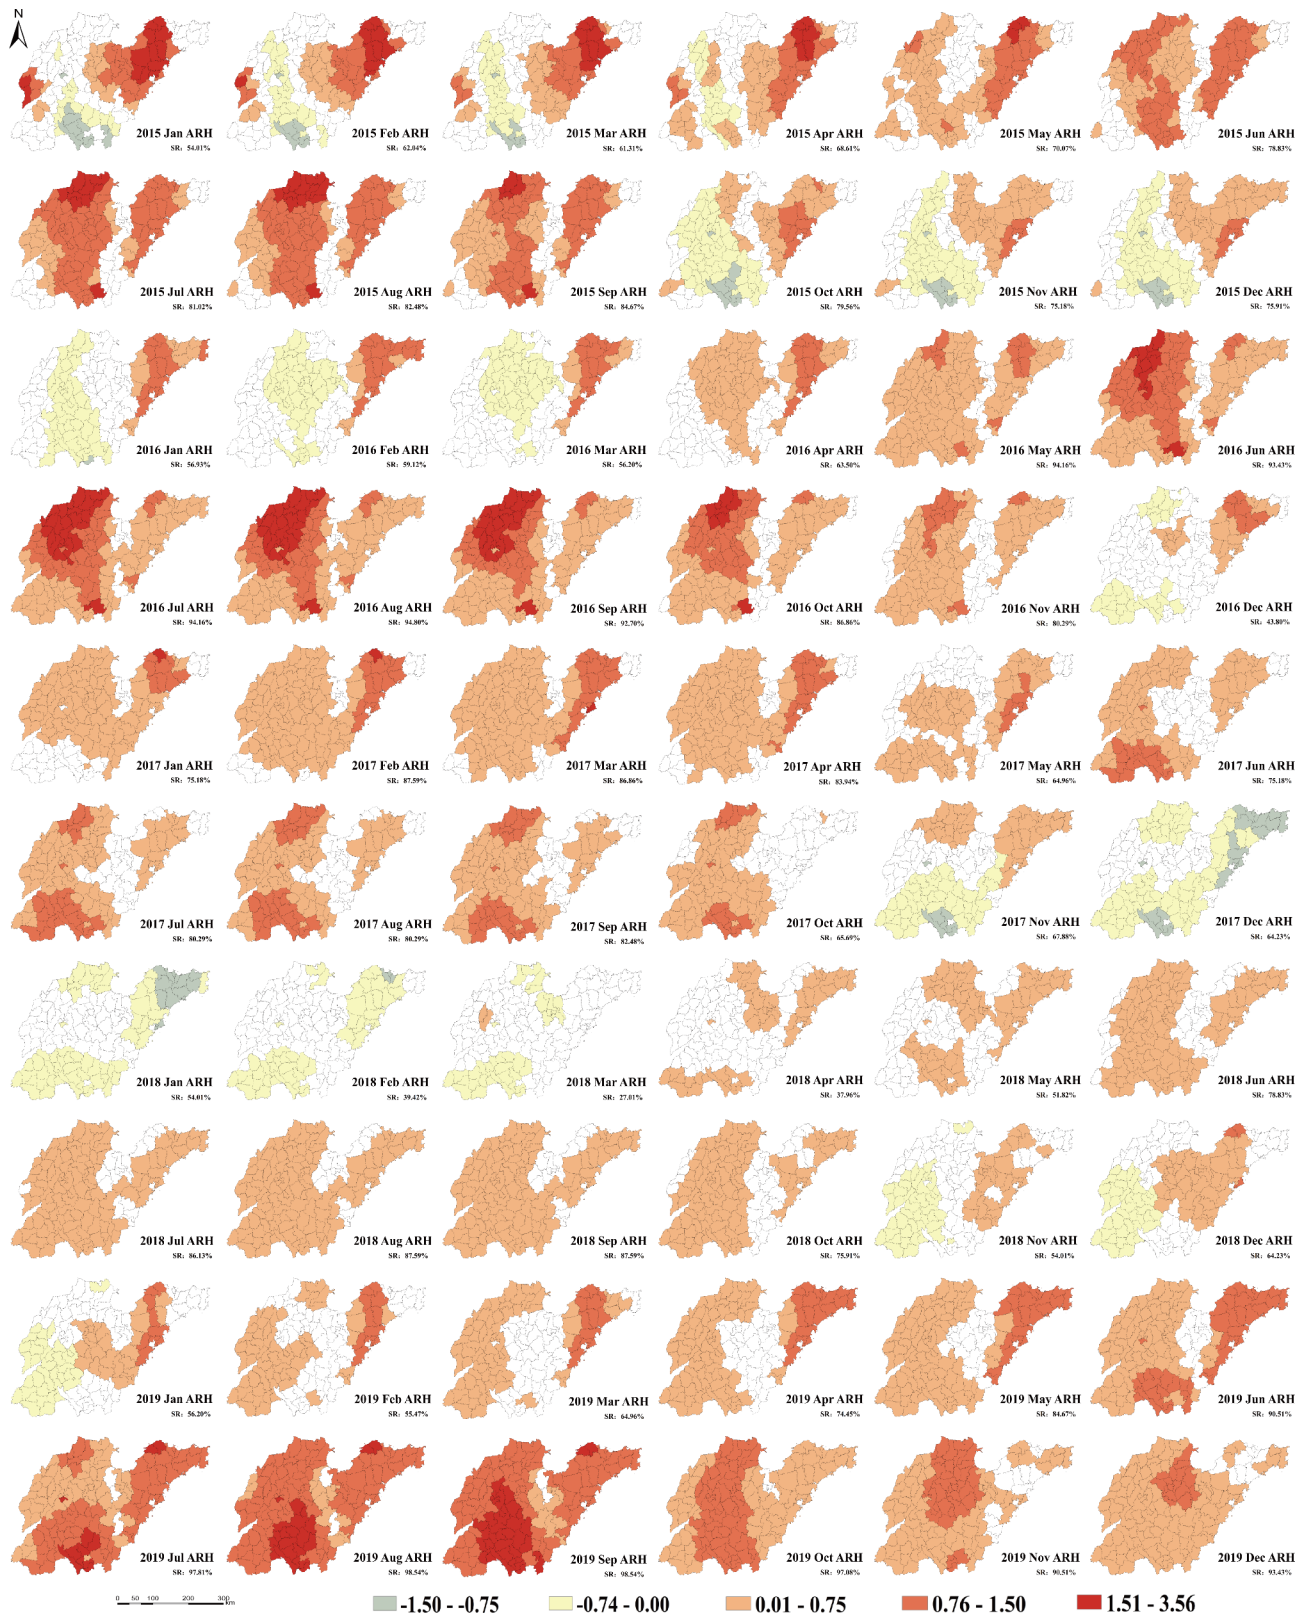 N
2015 Jan ARH
SR: 54.01%
2015 Feb ARH
SR: 62.04%
2015 Mar ARH
SR: 61.31%
2015 Apr ARH
SR: 68.61%
2015 May ARH
SR: 70.07%
2015 Jun ARH
SR: 78.83%
2015 Jul ARH
SR: 81.02%
2015 Aug ARH
SR: 82.48%
2015 Sep ARH
SR: 84.67%
2015 Oct ARH
SR: 79.56%
2015 Nov ARH
SR: 75.18%
2015 Dec ARH
SR: 75.91%
2016 Jan ARH
SR: 56.93%
2016 Feb ARH
SR: 59.12%
2016 Mar ARH
SR: 56.20%
2016 Apr ARH
SR: 63.50%
2016 May ARH
SR: 94.16%
2016 Jun ARH
SR: 93.43%
2016 Jul ARH
SR: 94.16%
2016 Aug ARH
SR: 94.80%
2016 Sep ARH
SR: 92.70%
2016 Oct ARH
SR: 86.86%
2016 Nov ARH
SR: 80.29%
2016 Dec ARH
SR: 43.80%
2017 Jan ARH
SR: 75.18%
2017 Feb ARH
SR: 87.59%
2017 Mar ARH
SR: 86.86%
2017 Apr ARH
SR: 83.94%
2017 May ARH
SR: 64.96%
2017 Jun ARH
SR: 75.18%
2017 Jul ARH
SR: 80.29%
2017 Aug ARH
SR: 80.29%
2017 Sep ARH
SR: 82.48%
2017 Oct ARH
SR: 65.69%
2017 Nov ARH
SR: 67.88%
2017 Dec ARH
SR: 64.23%
2018 Jan ARH
SR: 54.01%
2018 Feb ARH
SR: 39.42%
2018 Mar ARH
SR: 27.01%
2018 Apr ARH
SR: 37.96%
2018 May ARH
SR: 51.82%
2018 Jun ARH
SR: 78.83%
2018 Jul ARH
SR: 86.13%
2018 Aug ARH
SR: 87.59%
2018 Sep ARH
SR: 87.59%
2018 Oct ARH
SR: 75.91%
2018 Nov ARH
SR: 54.01%
2018 Dec ARH
SR: 64.23%
2019 Jan ARH
SR: 56.20%
2019 Feb ARH
SR: 55.47%
2019 Mar ARH
SR: 64.96%
2019 Apr ARH
SR: 74.45%
2019 May ARH
SR: 84.67%
2019 Jun ARH
SR: 90.51%
2019 Jul ARH
SR: 97.81%
2019 Aug ARH
SR: 98.54%
2019 Sep ARH
SR: 98.54%
2019 Oct ARH
SR: 97.08%
2019 Nov ARH
SR: 90.51%
2019 Dec ARH
SR: 93.43%
0 50 100 200 300
km
-1.50 - -0.75
-0.74 - 0.00
0.01 - 0.75
0.76 - 1.50
1.51 - 3.56